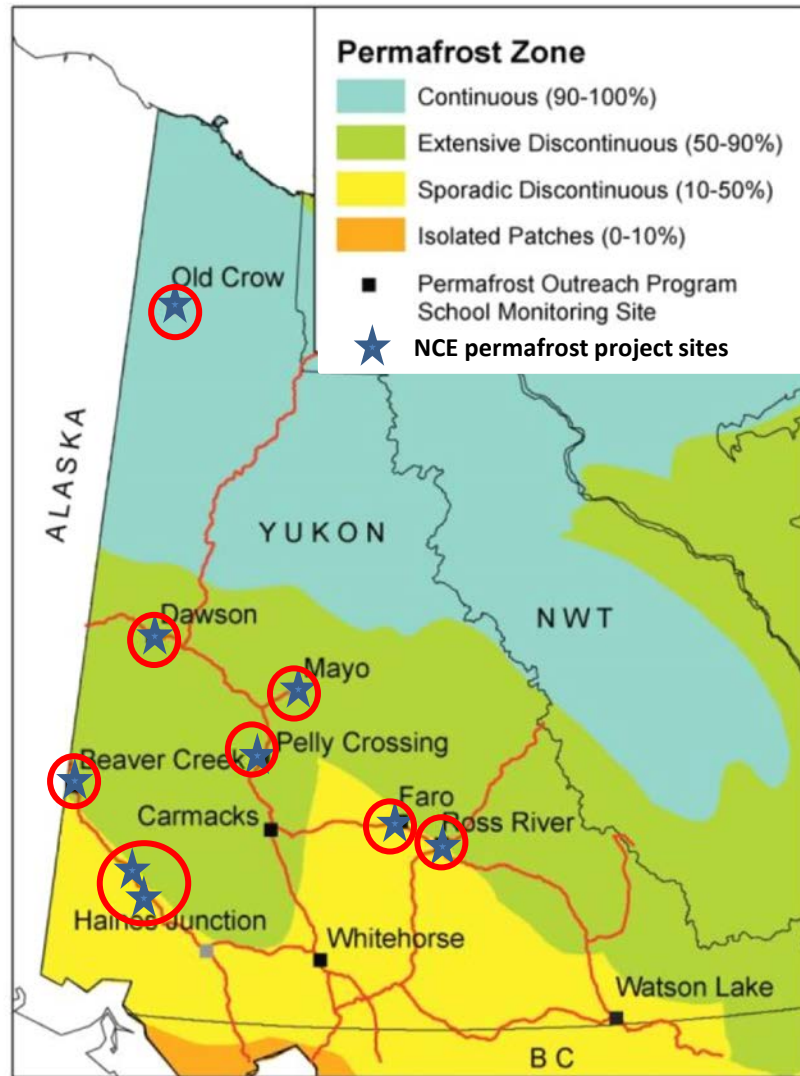 Permafrost Zone
Continuous (90-100%)
Extensive Discontinuous (50-90%)
Sporadic Discontinuous (10-50%)
Isolated Patches (0-10%)
Permafrost Outreach Program
School Monitoring Site
NCE permafrost project sites
Old Crow
ALASKA
YUKON
NWT
Dawson
Mayo
Pelly Crossing
Beaver Creek
Faro
Carmacks
Ross River
Haines Junction
Whitehorse
Watson Lake
BC